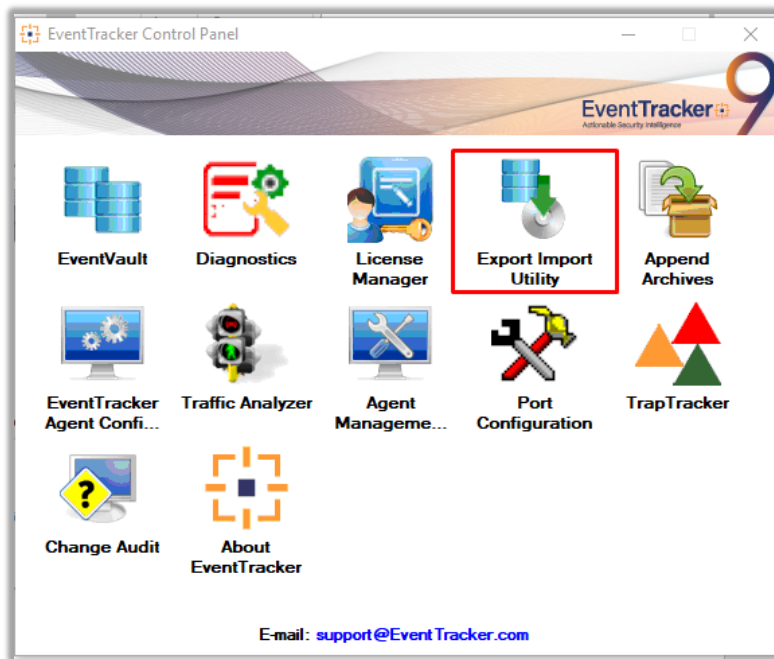 EventTracker Control Panel
EventTracker 9
Actionable Security Intelligence
EventVault
Diagnostics
License
Manager
Export Import
Utility
Append
Archives
EventTracker
Agent Confi...
Traffic Analyzer
Agent
Manageme...
Port
Configuration
TrapTracker
?
Change Audit
About
EventTracker
E-mail: support@EventTracker.com